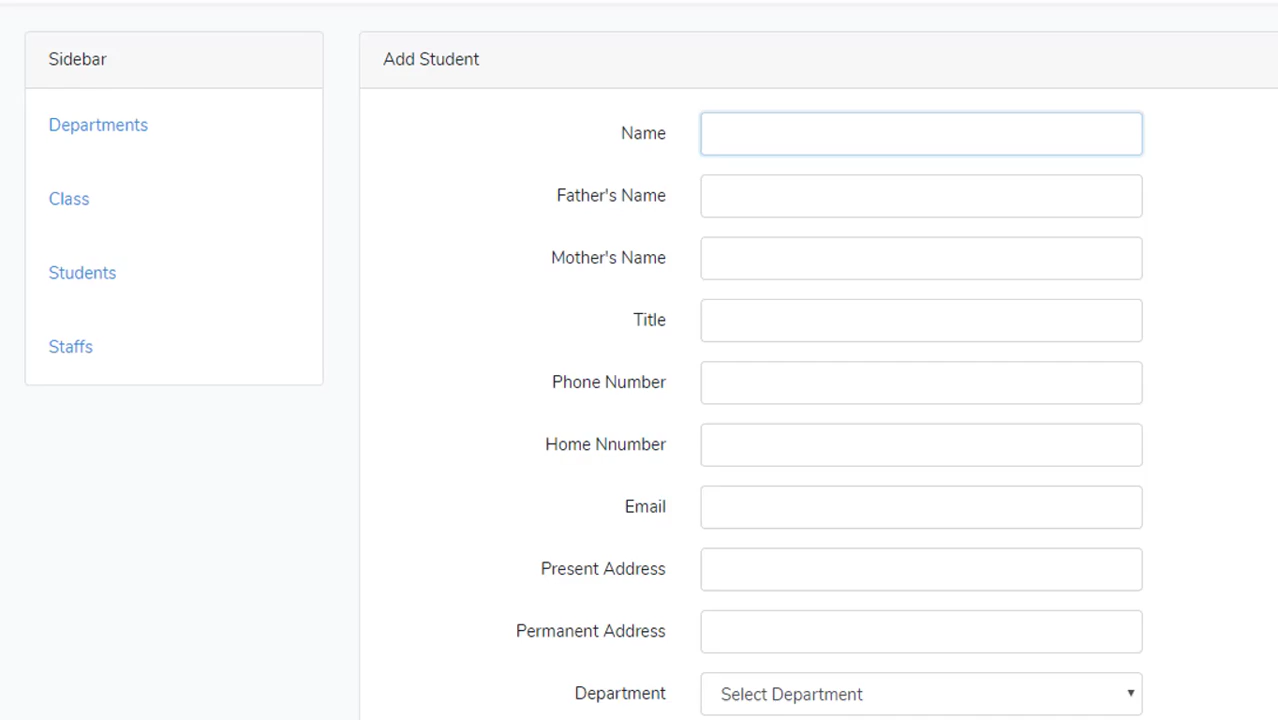 Sidebar
Departments
Class
Students
Staffs
Add Student
Name
Father's Name
Mother's Name
Title
Phone Number
Home Nnumber
Email
Present Address
Permanent Address
Department
Select Department